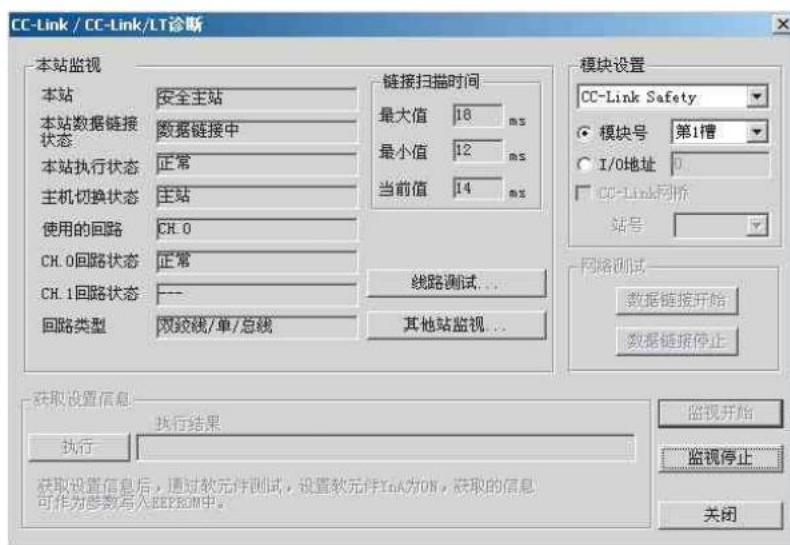 CC-Link / CC-Link/LT诊断
本站监视
本站
安全主站
本站数据链接
状态
数据链接中
本站执行状态
正常
主机切换状态
主站
使用的回路
CH.0
CH.0回路状态
正常
CH.1回路状态
---
回路类型
双绞线/单/总线
链接扫描时间
最大值
18
ms
最小值
12
ms
当前值
14
ms
线路测试...
其他站监视...
模块设置
CC-Link Safety
模块号
第1槽
I/O地址
0
CC-Link网桥
站号
网络测试
数据链接开始
数据链接停止
获取设置信息
执行结果
执行
获取设置信息后，通过软元件测试，设置软元件YnA为ON，获取的信息
可作为参数写入EEPROM中。
监视开始
监视停止
关闭